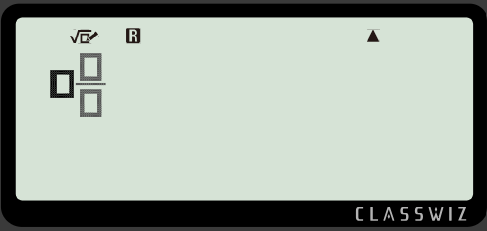 √ R ▲
CLASSWIZ